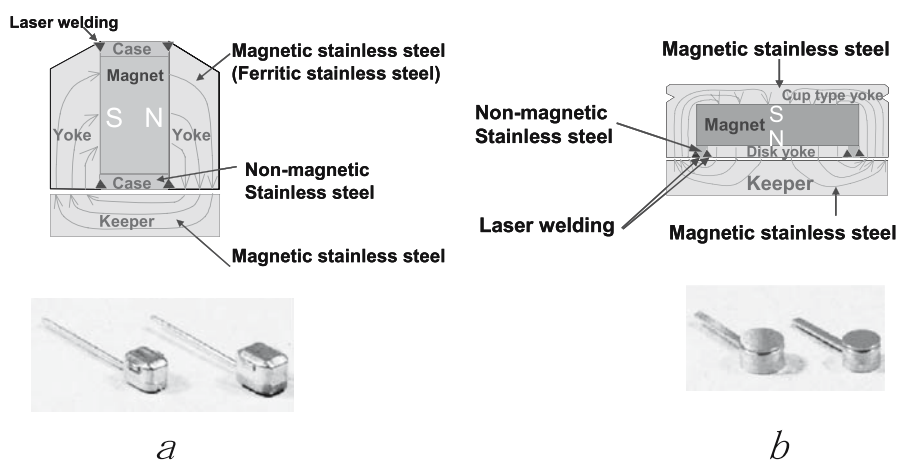 Laser welding
Case
Magnetic stainless steel
(Ferritic stainless steel)
Magnet
S N
Yoke
Yoke
Non-magnetic
Stainless steel
Case
Keeper
Magnetic stainless steel
a
Magnetic stainless steel
Cup type yoke
Non-magnetic
Stainless steel
Magnet
S
N
Disk yoke
Keeper
Laser welding
Magnetic stainless steel
b